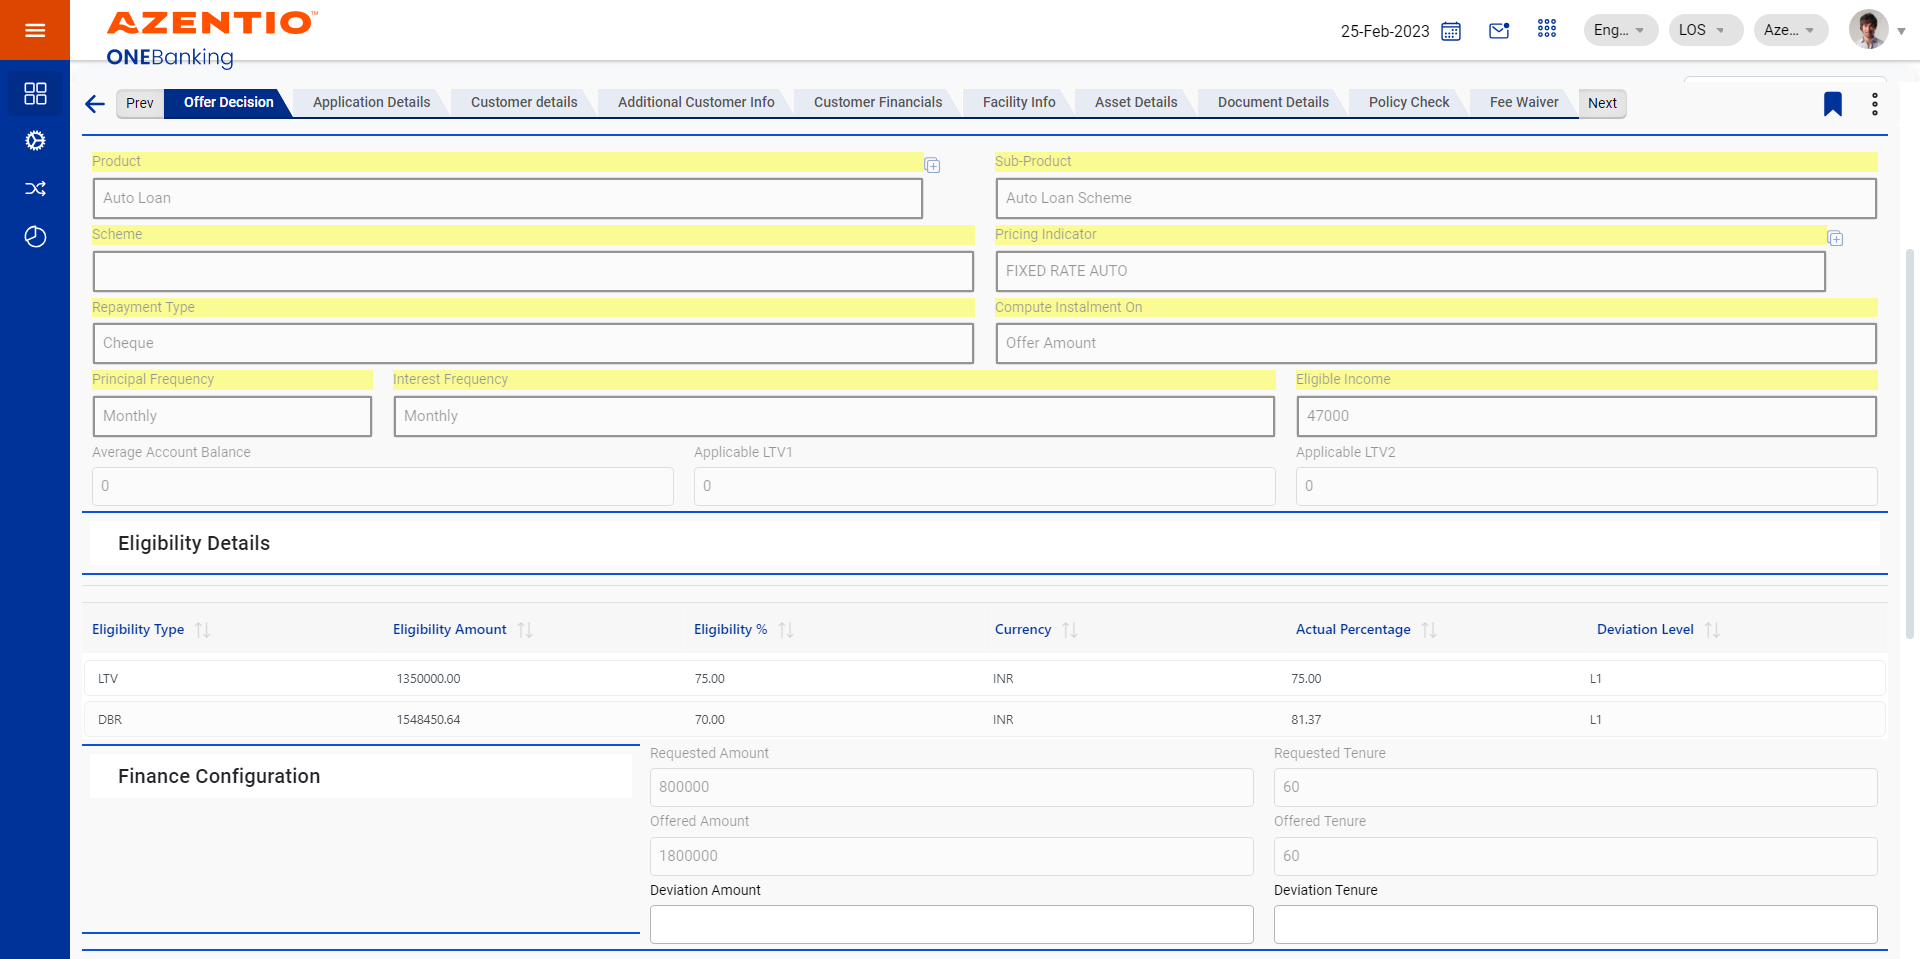 AZENTIO™
ONEBanking
25-Feb-2023
Eng...
LOS
Aze...
Prev
Offer Decision
Application Details
Customer details
Additional Customer Info
Customer Financials
Facility Info
Asset Details
Document Details
Policy Check
Fee Waiver
Next
Product
Sub-Product
Auto Loan
Auto Loan Scheme
Scheme
Pricing Indicator
FIXED RATE AUTO
Repayment Type
Compute Instalment On
Cheque
Offer Amount
Principal Frequency
Interest Frequency
Eligible Income
Monthly
Monthly
47000
Average Account Balance
Applicable LTV1
Applicable LTV2
0
0
0
Eligibility Details
Eligibility Type
Eligibility Amount
Eligibility %
Currency
Actual Percentage
Deviation Level
LTV
1350000.00
75.00
INR
75.00
L1
DBR
1548450.64
70.00
INR
81.37
L1
Finance Configuration
Requested Amount
Requested Tenure
800000
60
Offered Amount
Offered Tenure
1800000
60
Deviation Amount
Deviation Tenure